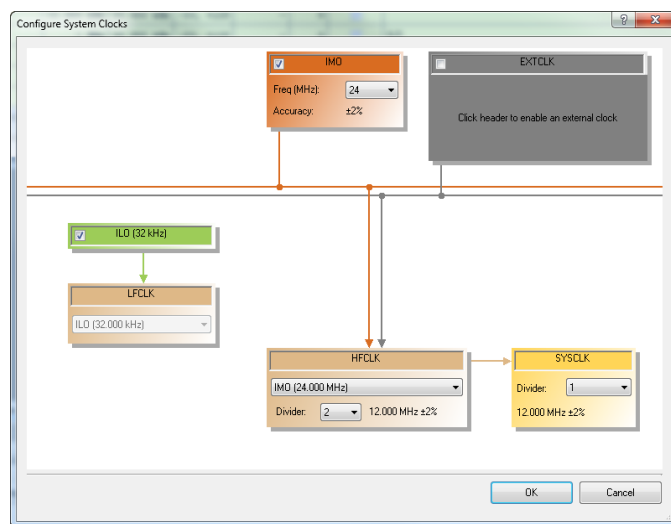 Configure System Clocks
IMO
Freq (MHz): 24
Accuracy: ±2%
EXTCLK
Click header to enable an external clock
ILO (32 kHz)
LFCLK
ILO (32.000 kHz)
HFCLK
IMO (24.000 MHz)
Divider: 2 12.000 MHz ±2%
SYSCLK
Divider: 1
12.000 MHz ±2%
OK Cancel